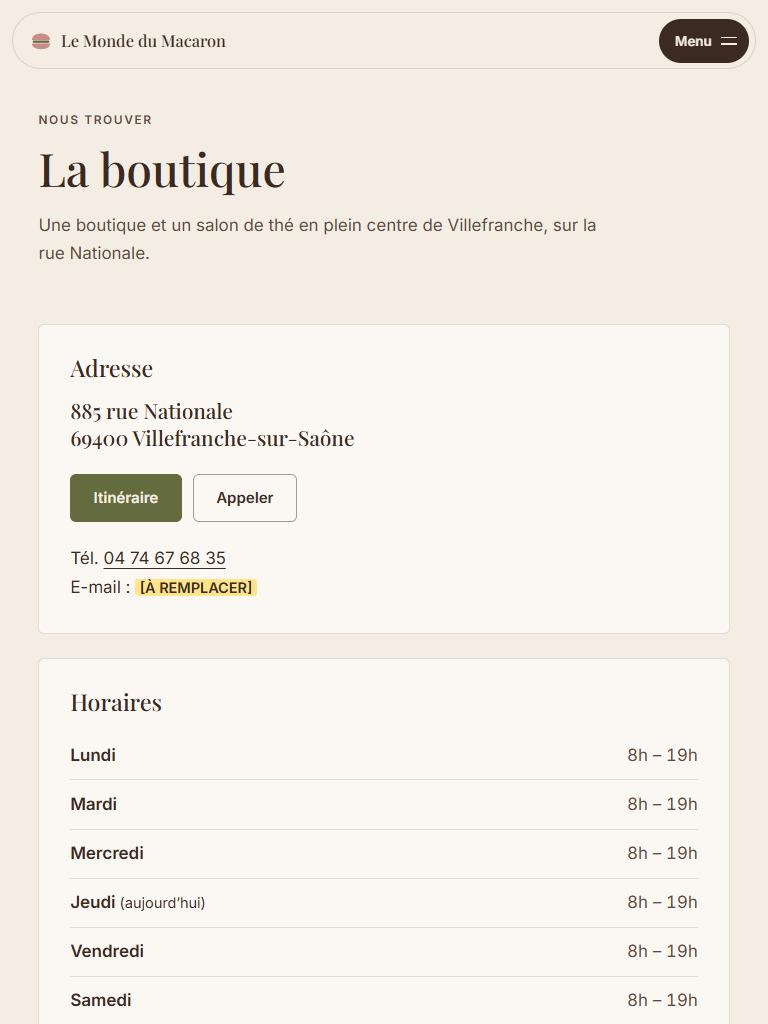 Le Monde du Macaron
Menu
NOUS TROUVER
La boutique
Une boutique et un salon de thé en plein centre de Villefranche, sur la
rue Nationale.
Adresse
885 rue Nationale
69400 Villefranche-sur-Saône
Itinéraire
Appeler
Tél. 04 74 67 68 35
E-mail : [À REMPLACER]
Horaires
Lundi 8h – 19h
Mardi 8h – 19h
Mercredi 8h – 19h
Jeudi (aujourd’hui) 8h – 19h
Vendredi 8h – 19h
Samedi 8h – 19h